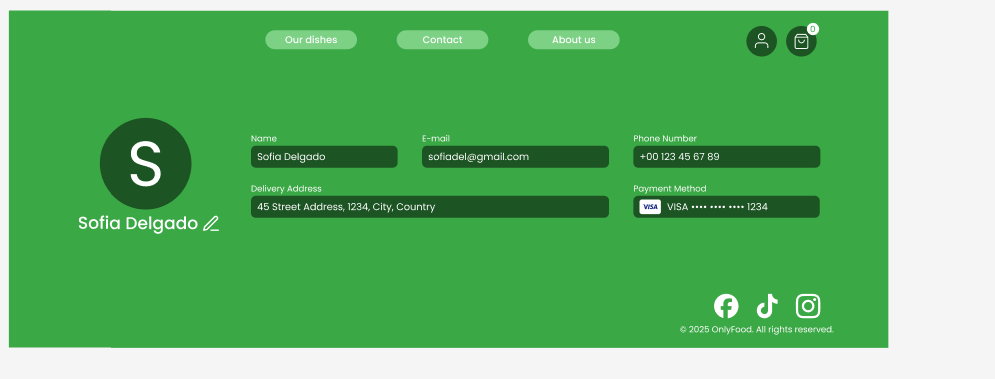 Our dishes
Contact
About us
0
S
Sofia Delgado
Name
Sofia Delgado
E-mail
sofiadel@gmail.com
Phone Number
+00 123 45 67 89
Delivery Address
45 Street Address, 1234, City, Country
Payment Method
VISA VISA •••• •••• •••• 1234
© 2025 OnlyFood. All rights reserved.